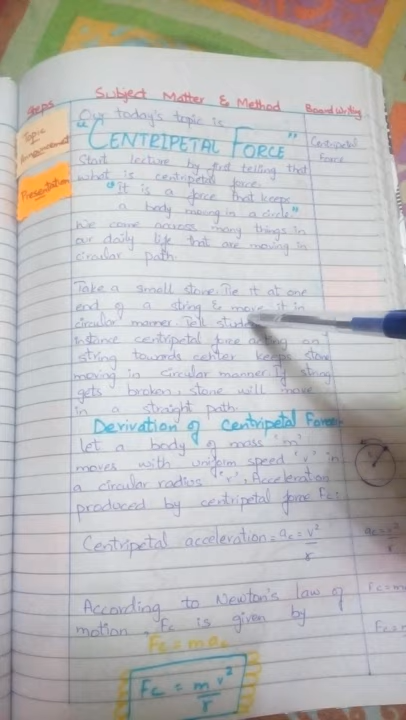 Steps
Subject Matter & Method
Board Writing
Topic
Our today's topic is
"CENTRIPETAL FORCE"
Centripetal
Force
Start lecture by first telling that
what is centripetal force.
Presentation
"It is a force that keeps
a body moving in a circle"
We come across many things in
our daily life that are moving in
circular path.
Take a small stone. Tie it at one
end of a string & move it in
circular manner. Tell
instance centripetal force acting on
string towards center keeps stone
moving in circular manner. If string
gets broken, stone will move
in a straight path.
Derivation of Centripetal Force:
let a body of mass 'm'
moves with uniform speed 'v' in
a circular radius 'r', Acceleration
produced by centripetal force Fc:
Centripetal acceleration = ac = v²/r
ac = v²/r
According to Newton's law of
motion, Fc is given by
Fc = mac
Fc = m v²/r